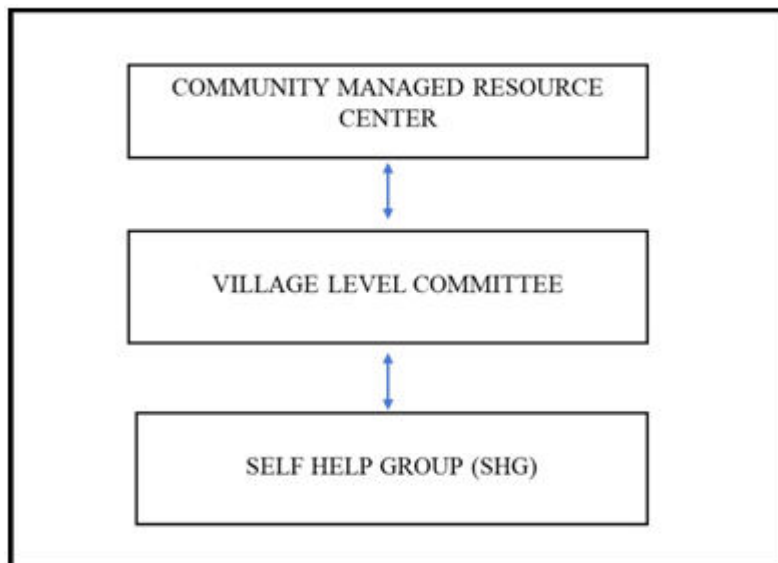 COMMUNITY MANAGED RESOURCE
CENTER
VILLAGE LEVEL COMMITTEE
SELF HELP GROUP (SHG)